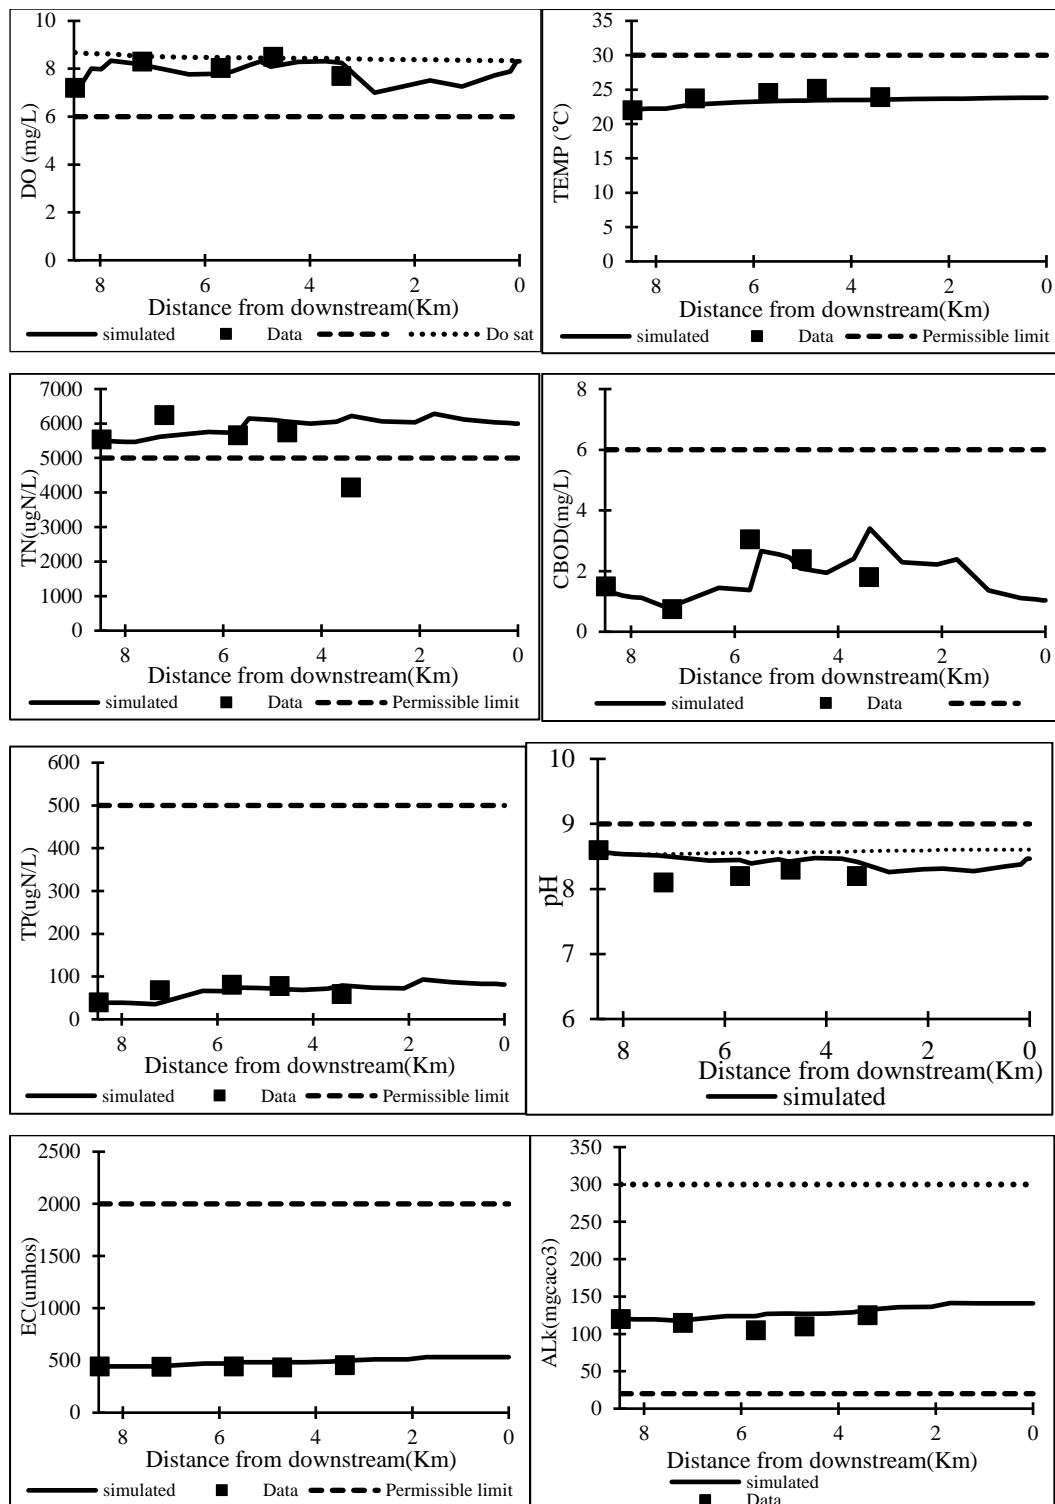 DO (mg/L)
10
8
6
4
2
0
8 6 4 2 0
Distance from downstream(Km)
simulated Data Do sat
TEMP (°C)
35
30
25
20
15
10
5
0
8 6 4 2 0
Distance from downstream(Km)
simulated Data Permissible limit
TN(ugN/L)
7000
6000
5000
4000
3000
2000
1000
0
8 6 4 2 0
Distance from downstream(Km)
simulated Data Permissible limit
CBOD(mg/L)
8
6
4
2
0
8 6 4 2 0
Distance from downstream(Km)
simulated Data
TP(ugN/L)
600
500
400
300
200
100
0
8 6 4 2 0
Distance from downstream(Km)
simulated Data Permissible limit
pH
10
9
8
7
6
8 6 4 2 0
Distance from downstream(Km)
simulated
EC(umhos)
2500
2000
1500
1000
500
0
8 6 4 2 0
Distance from downstream(Km)
simulated Data Permissible limit
ALk(mgcaco3)
350
300
250
200
150
100
50
0
8 6 4 2 0
Distance from downstream(Km)
simulated
Data